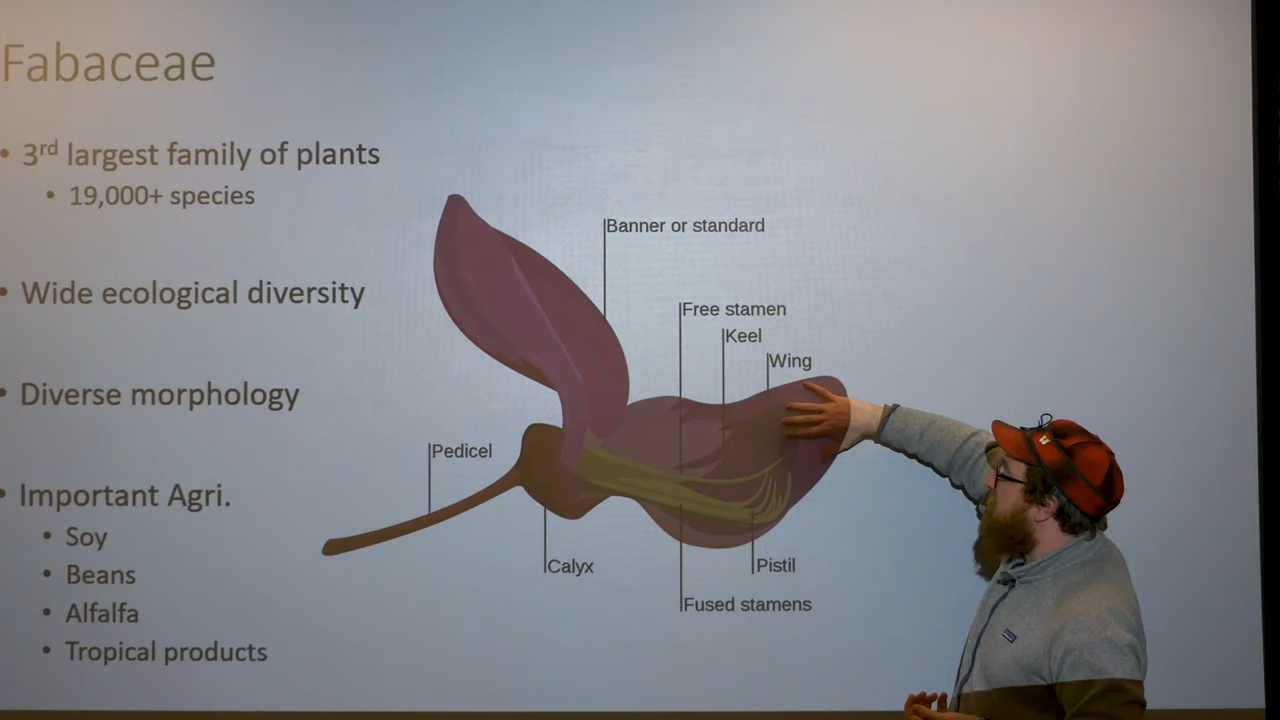 Fabaceae
• 3rd largest family of plants
• 19,000+ species
• Wide ecological diversity
• Diverse morphology
• Important Agri.
• Soy
• Beans
• Alfalfa
• Tropical products
Banner or standard
Free stamen
Keel
Wing
Pedicel
Calyx
Pistil
Fused stamens